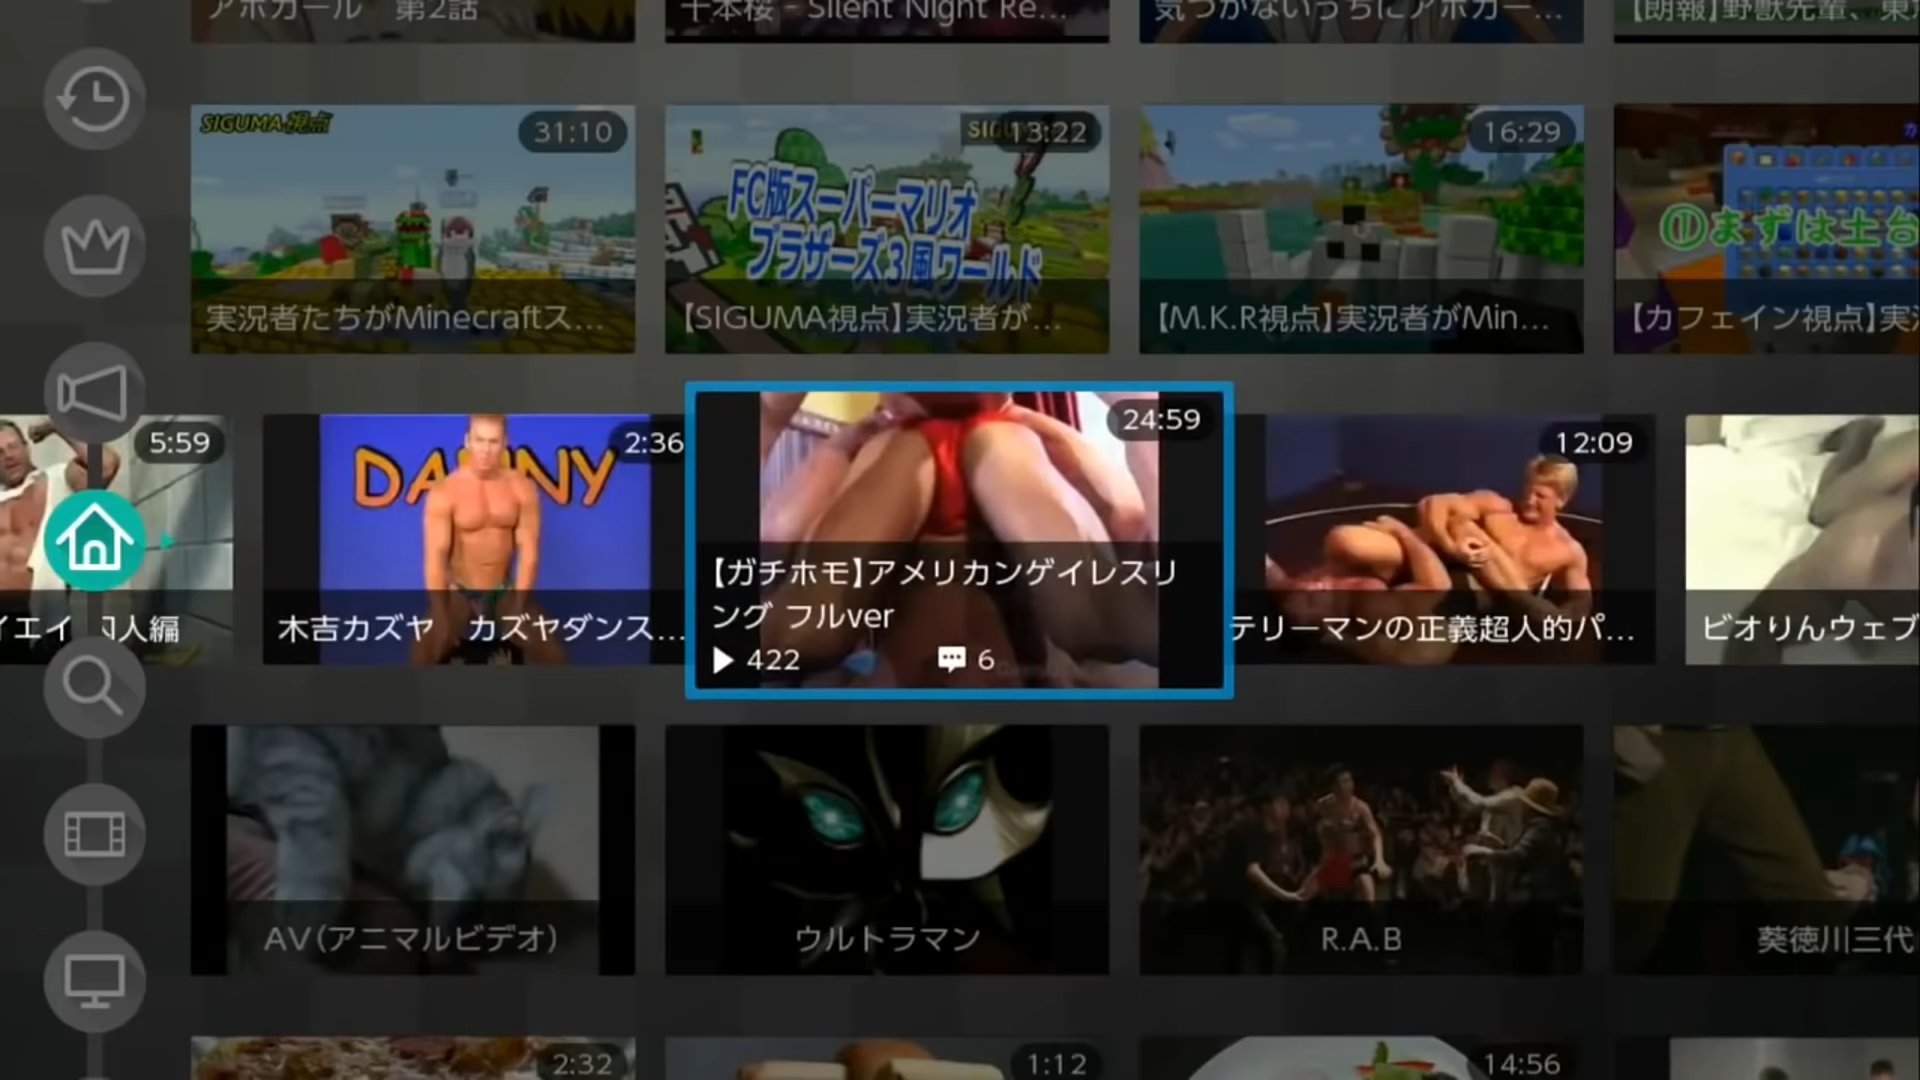 アホガール 第2話
千本桜 - Silent Night Re...
気づかないうちにアホガー...
【朗報】野獣先輩、東
SIGUMA視点
31:10
13:22
16:29
FC版スーパーマリオ
ブラザーズ3風ワールド
①まずは土台
実況者たちがMinecraftス...
【SIGUMA視点】実況者が...
【M.K.R視点】実況者がMin...
【カフェイン視点】実況
5:59
DANNY
2:36
24:59
12:09
【ガチホモ】アメリカンゲイレスリ
ング フルver
422
6
人編
木吉カズヤ カズヤダンス...
テリーマンの正義超人的パ...
ビオりんウェブ
AV(アニマルビデオ)
ウルトラマン
R.A.B
葵徳川三代
2:32
1:12
14:56